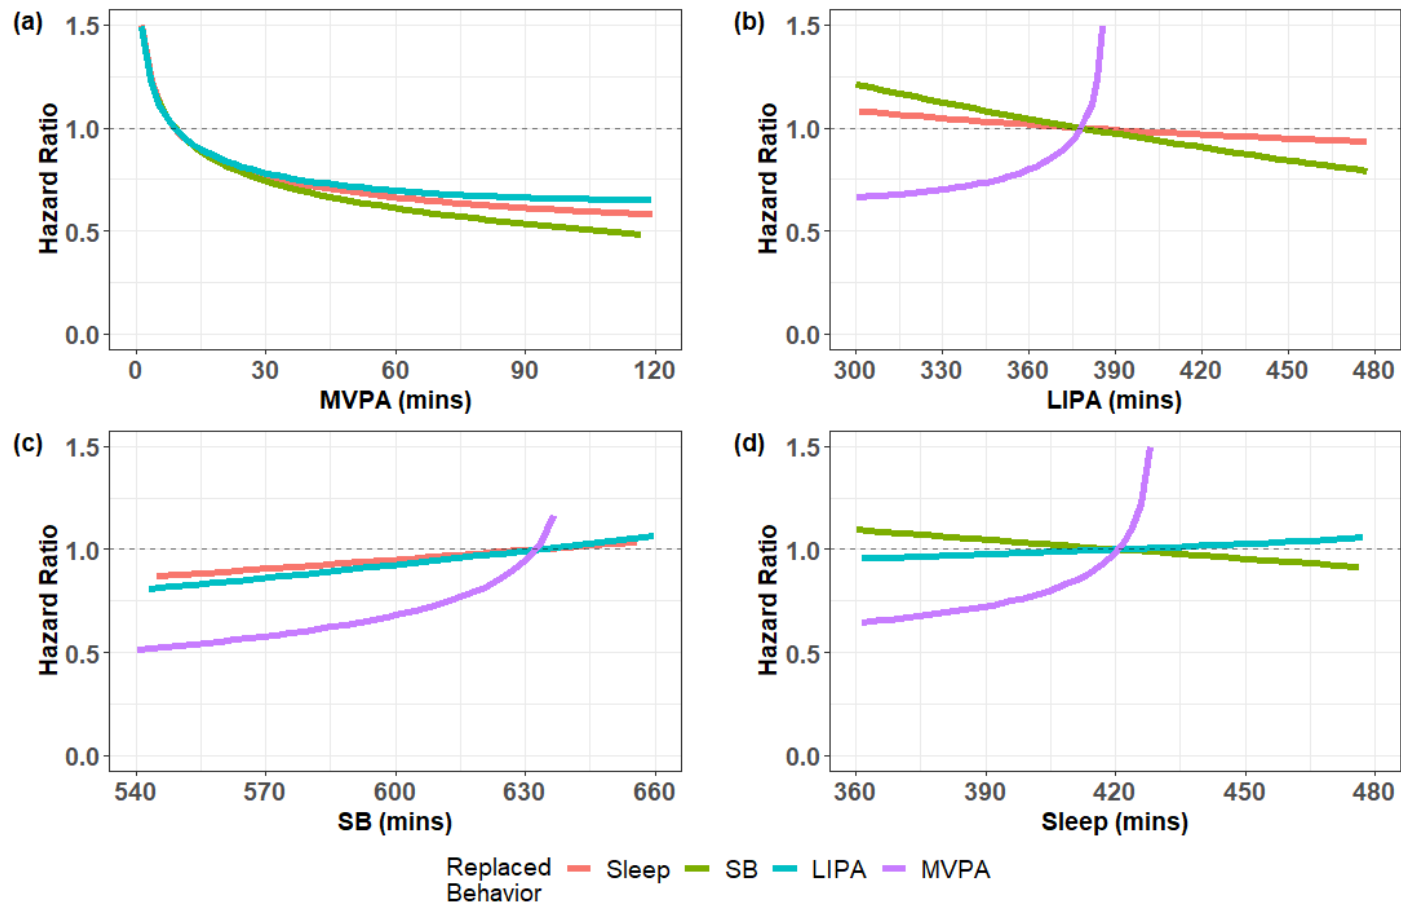 (a)
1.5
1.0
0.5
0.0
Hazard Ratio
0 30 60 90 120
MVPA (mins)
(b)
1.5
1.0
0.5
0.0
Hazard Ratio
300 330 360 390 420 450 480
LIPA (mins)
(c)
1.5
1.0
0.5
0.0
Hazard Ratio
540 570 600 630 660
SB (mins)
(d)
1.5
1.0
0.5
0.0
Hazard Ratio
360 390 420 450 480
Sleep (mins)
Replaced
Behavior
Sleep SB LIPA MVPA